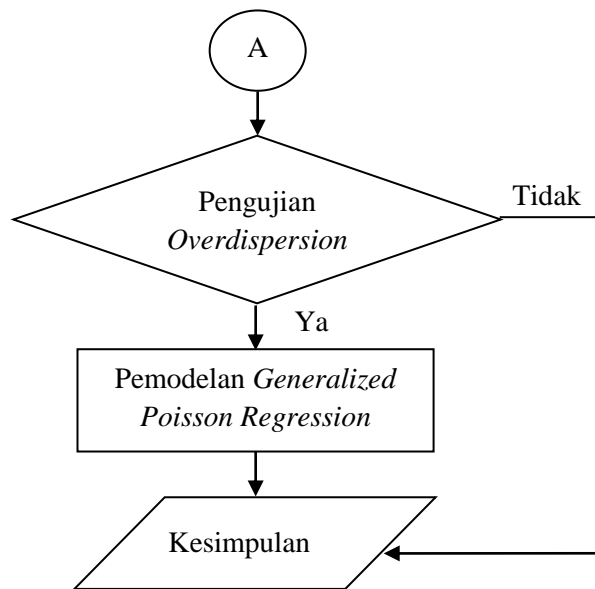 A
Pengujian
Overdispersion
Tidak
Ya
Pemodelan Generalized
Poisson Regression
Kesimpulan